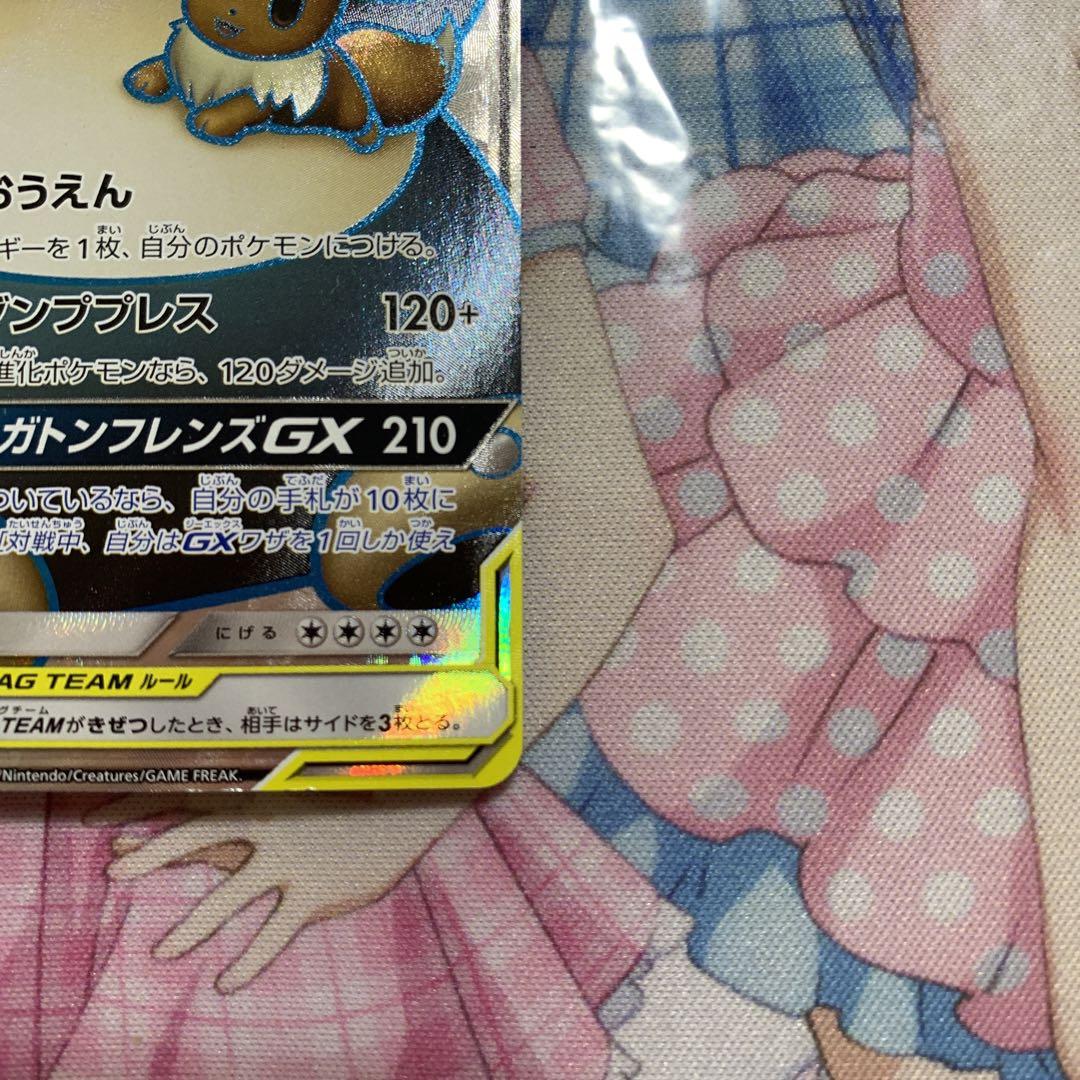 おうえん
ギーを1枚、自分のポケモンにつける。
ダンププレス 120+
進化ポケモンなら、120ダメージ追加。
ガトンフレンズGX 210
ついているなら、自分の手札が10枚に
対戦中、自分はGXワザを1回しか使え
にげる
AG TEAM ルール
TEAMがきぜつしたとき、相手はサイドを3枚とる。
/Nintendo/Creatures/GAME FREAK.